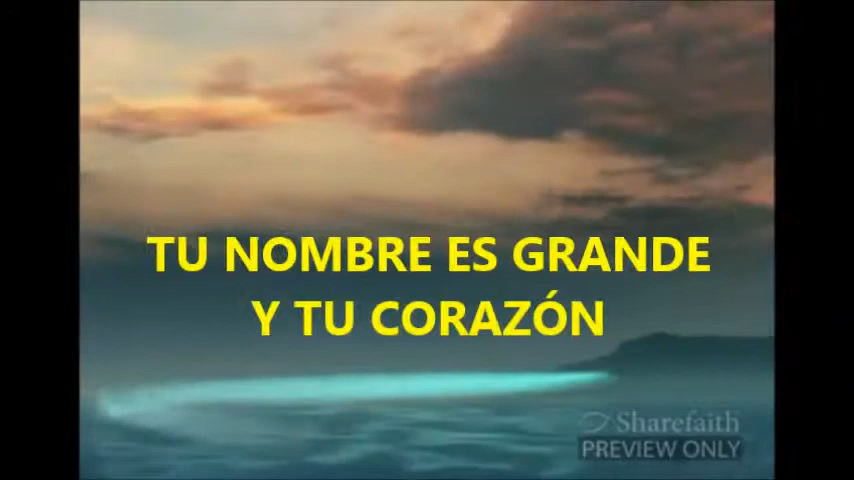 TU NOMBRE ES GRANDE
Y TU CORAZÓN
Sharefaith
PREVIEW ONLY